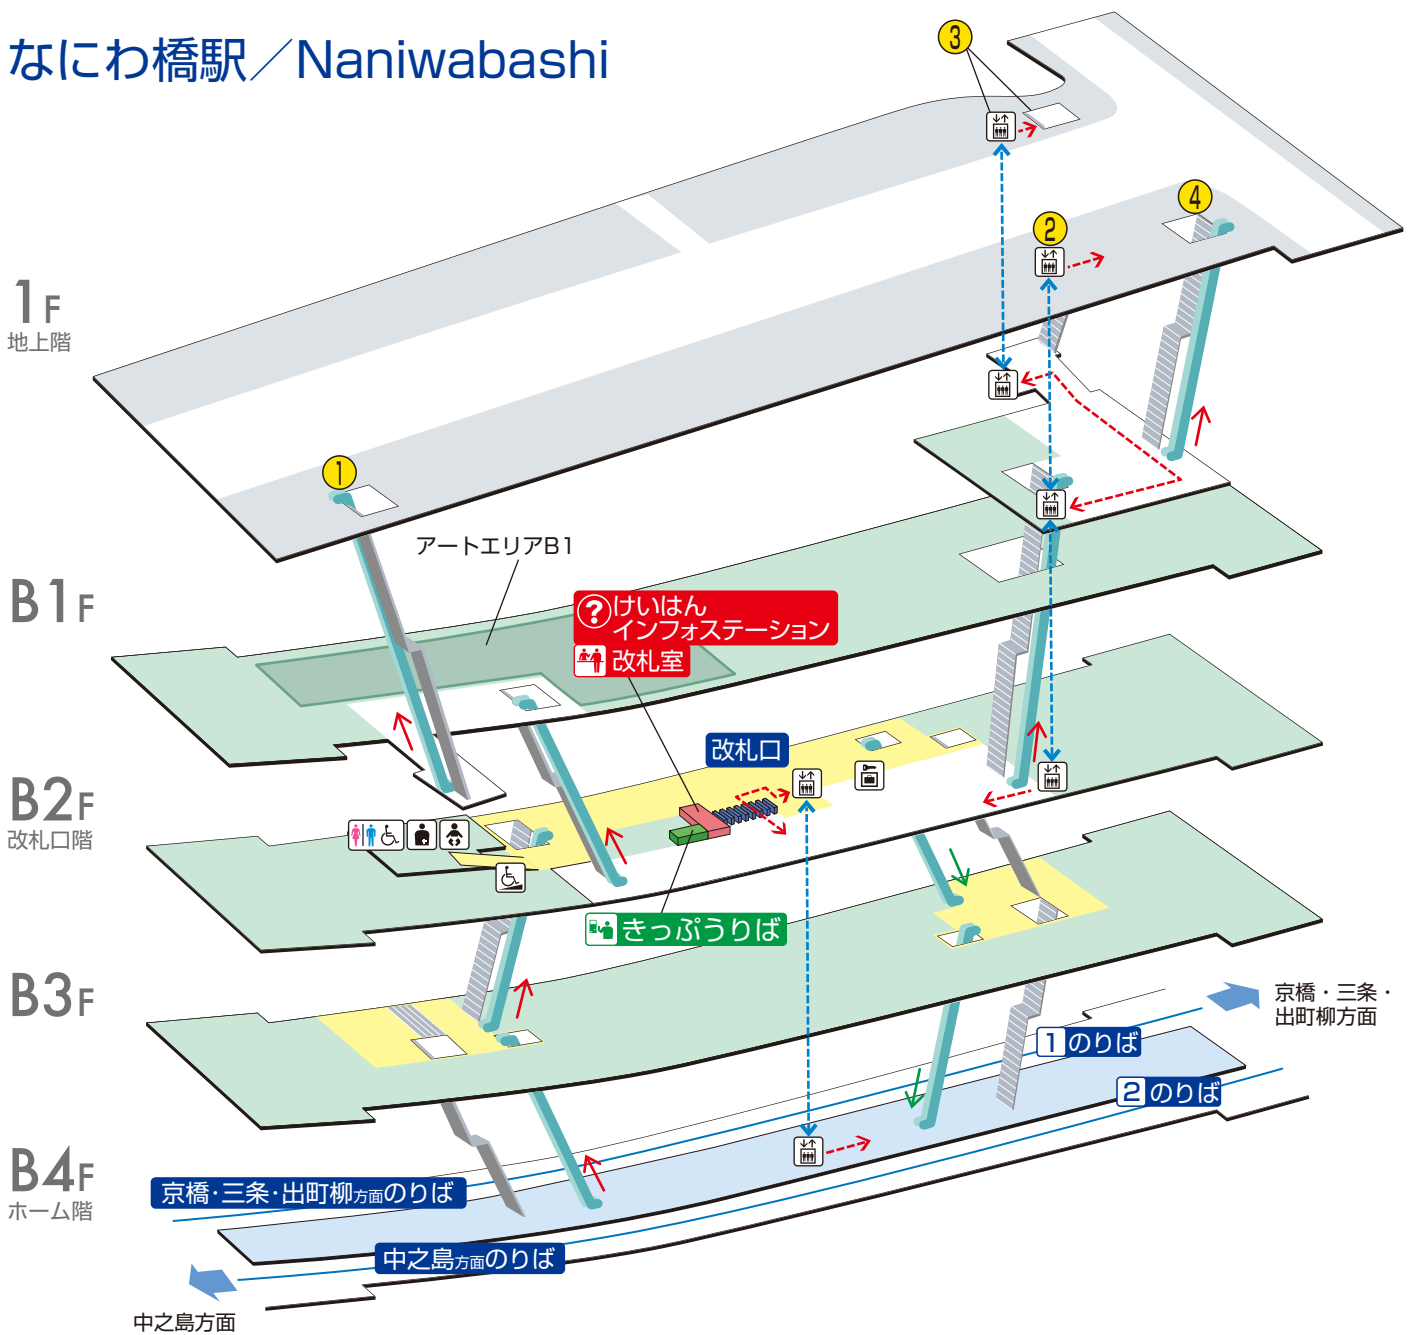 なにわ橋駅／Naniwabashi
3
4
2
1F
地上階
1
アートエリアB1
B1F
?けいはん
インフォステーション
改札室
改札口
B2F
改札口階
きっぷうりば
B3F
京橋・三条・
出町柳方面
1のりば
2のりば
B4F
ホーム階
京橋・三条・出町柳方面のりば
中之島方面のりば
中之島方面